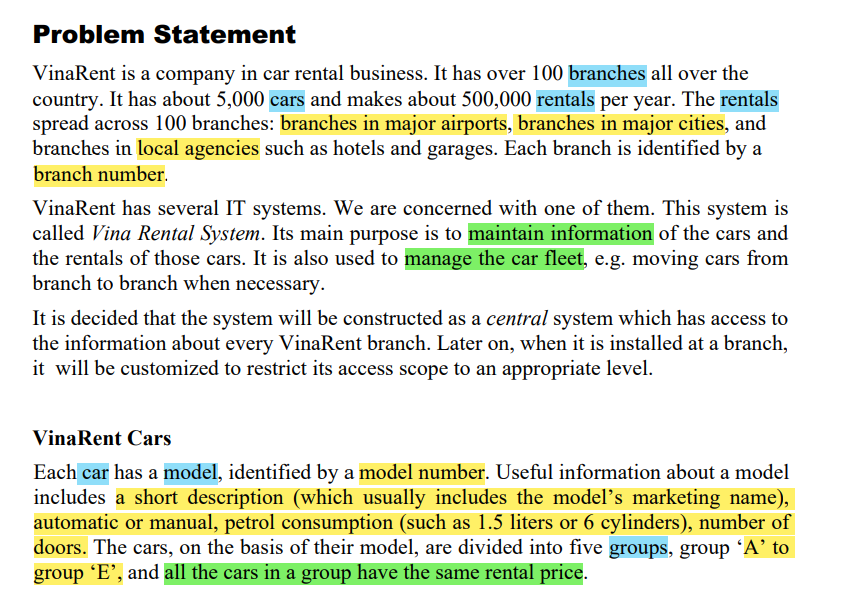 Problem Statement
VinaRent is a company in car rental business. It has over 100 branches all over the
country. It has about 5,000 cars and makes about 500,000 rentals per year. The rentals
spread across 100 branches: branches in major airports, branches in major cities, and
branches in local agencies such as hotels and garages. Each branch is identified by a
branch number.
VinaRent has several IT systems. We are concerned with one of them. This system is
called Vina Rental System. Its main purpose is to maintain information of the cars and
the rentals of those cars. It is also used to manage the car fleet, e.g. moving cars from
branch to branch when necessary.
It is decided that the system will be constructed as a central system which has access to
the information about every VinaRent branch. Later on, when it is installed at a branch,
it will be customized to restrict its access scope to an appropriate level.
VinaRent Cars
Each car has a model, identified by a model number. Useful information about a model
includes a short description (which usually includes the model’s marketing name),
automatic or manual, petrol consumption (such as 1.5 liters or 6 cylinders), number of
doors. The cars, on the basis of their model, are divided into five groups, group ‘A’ to
group ‘E’, and all the cars in a group have the same rental price.